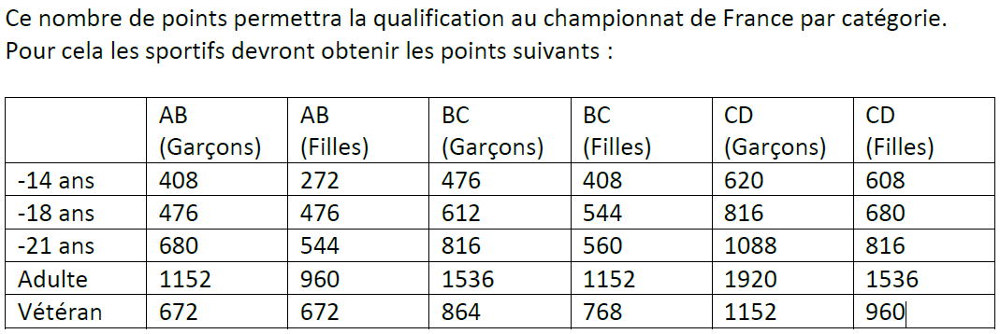 Ce nombre de points permettra la qualification au championnat de France par catégorie.
Pour cela les sportifs devront obtenir les points suivants :
AB (Garçons) AB (Filles) BC (Garçons) BC (Filles) CD (Garçons) CD (Filles)
-14 ans 408 272 476 408 620 608
-18 ans 476 476 612 544 816 680
-21 ans 680 544 816 560 1088 816
Adulte 1152 960 1536 1152 1920 1536
Vétéran 672 672 864 768 1152 960